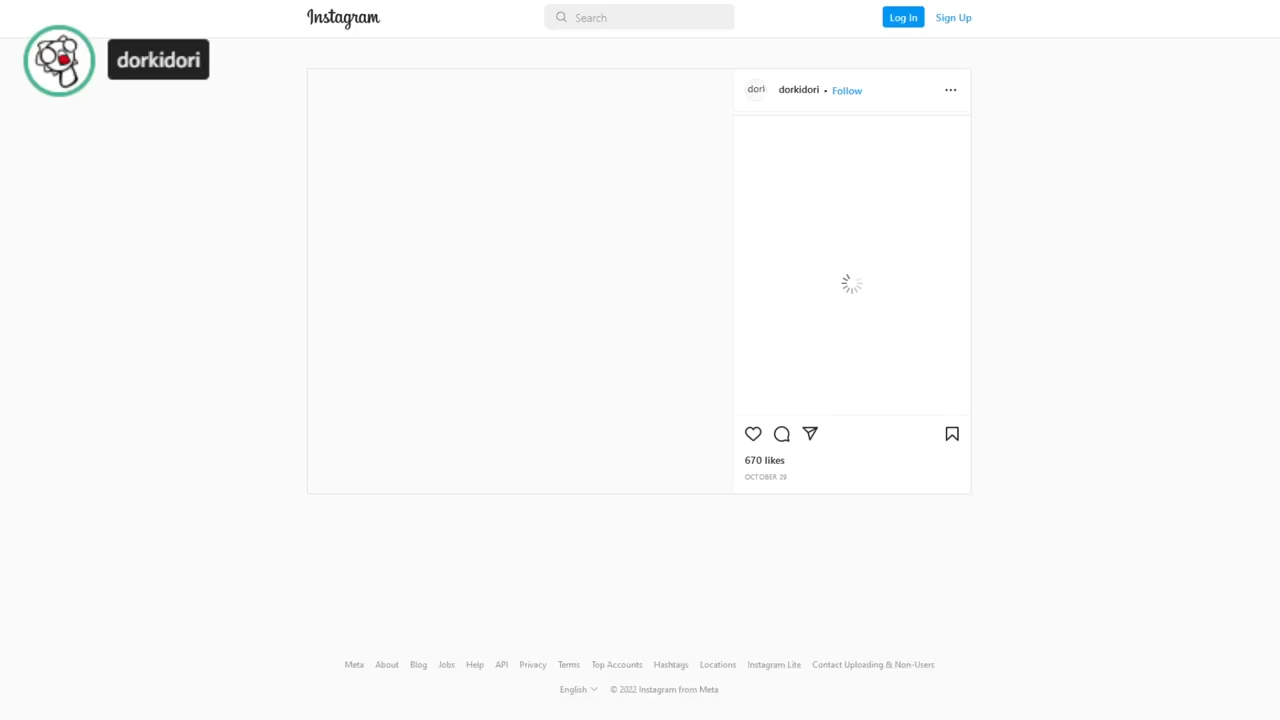 Instagram
Search
Log In
Sign Up
dorkidori
dori
dorkidori • Follow
670 likes
OCTOBER 29
Meta About Blog Jobs Help API Privacy Terms Top Accounts Hashtags Locations Instagram Lite Contact Uploading & Non-Users
English © 2022 Instagram from Meta